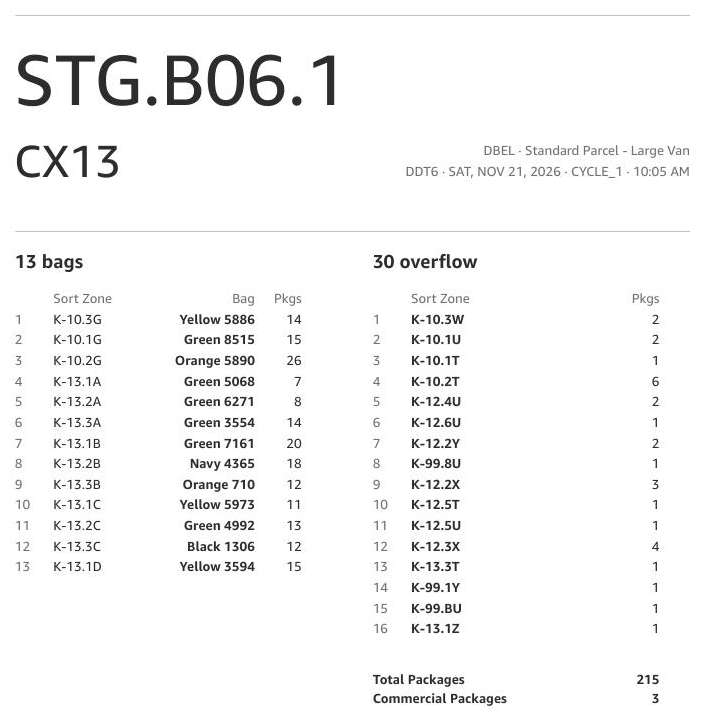 STG.B06.1
CX13
DBEL · Standard Parcel - Large Van
DDT6 · SAT, NOV 21, 2026 · CYCLE_1 · 10:05 AM
13 bags
Sort Zone Bag Pkgs
1 K-10.3G Yellow 5886 14
2 K-10.1G Green 8515 15
3 K-10.2G Orange 5890 26
4 K-13.1A Green 5068 7
5 K-13.2A Green 6271 8
6 K-13.3A Green 3554 14
7 K-13.1B Green 7161 20
8 K-13.2B Navy 4365 18
9 K-13.3B Orange 710 12
10 K-13.1C Yellow 5973 11
11 K-13.2C Green 4992 13
12 K-13.3C Black 1306 12
13 K-13.1D Yellow 3594 15
30 overflow
Sort Zone Pkgs
1 K-10.3W 2
2 K-10.1U 2
3 K-10.1T 1
4 K-10.2T 6
5 K-12.4U 2
6 K-12.6U 1
7 K-12.2Y 2
8 K-99.8U 1
9 K-12.2X 3
10 K-12.5T 1
11 K-12.5U 1
12 K-12.3X 4
13 K-13.3T 1
14 K-99.1Y 1
15 K-99.BU 1
16 K-13.1Z 1
Total Packages 215
Commercial Packages 3